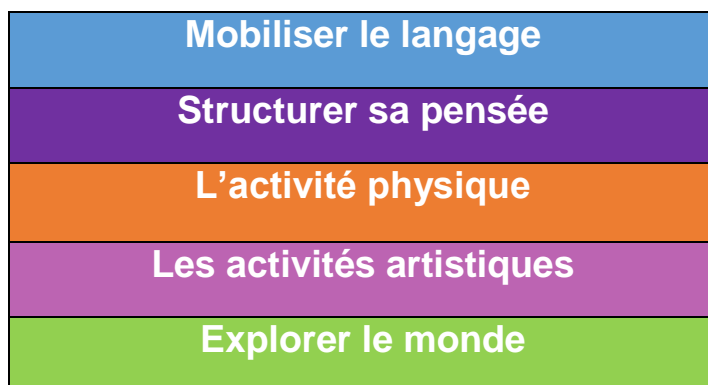 Mobiliser le langage
Structurer sa pensée
L’activité physique
Les activités artistiques
Explorer le monde